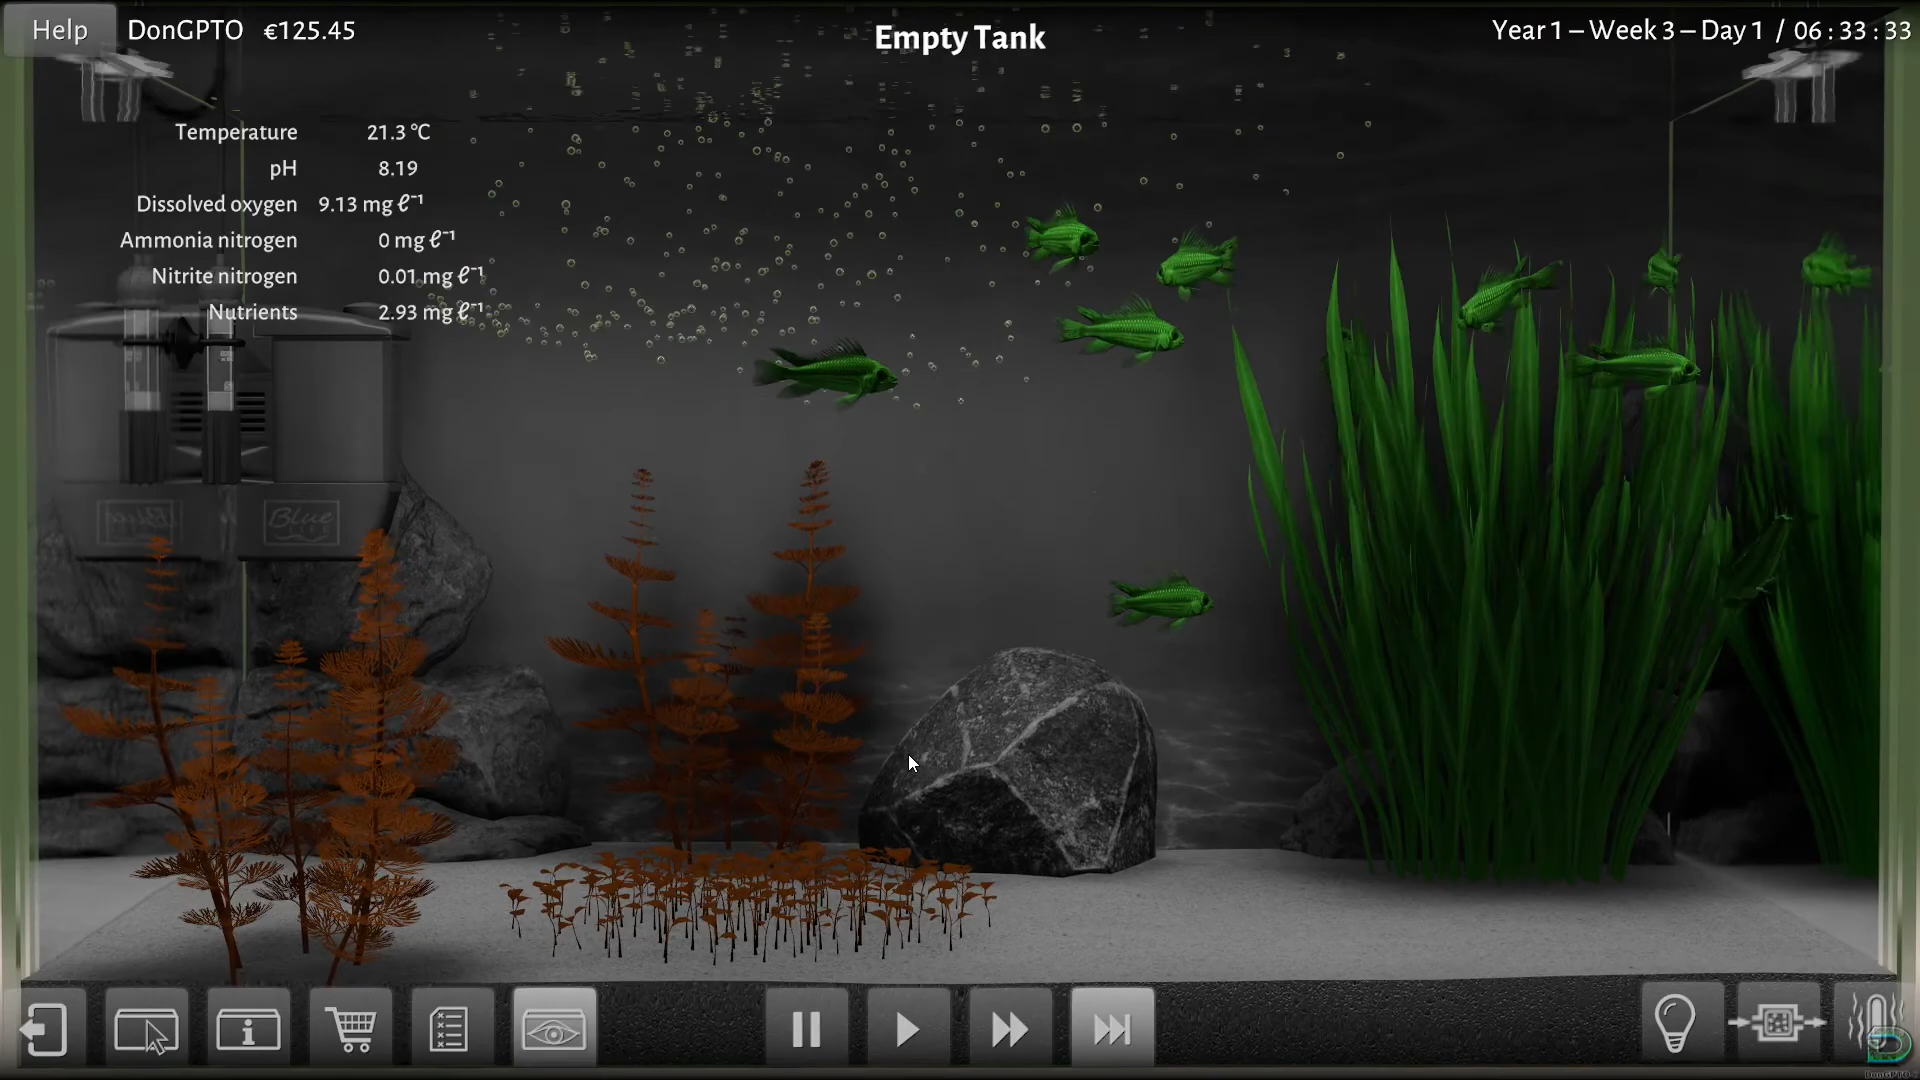 Help DonGPTO €125.45
Empty Tank
Year 1 – Week 3 – Day 1 / 06:33:33
Temperature 21.3 °C
pH 8.19
Dissolved oxygen 9.13 mg ℓ⁻¹
Ammonia nitrogen 0 mg ℓ⁻¹
Nitrite nitrogen 0.01 mg ℓ⁻¹
Nutrients 2.93 mg ℓ⁻¹
Blue
DonGPTO